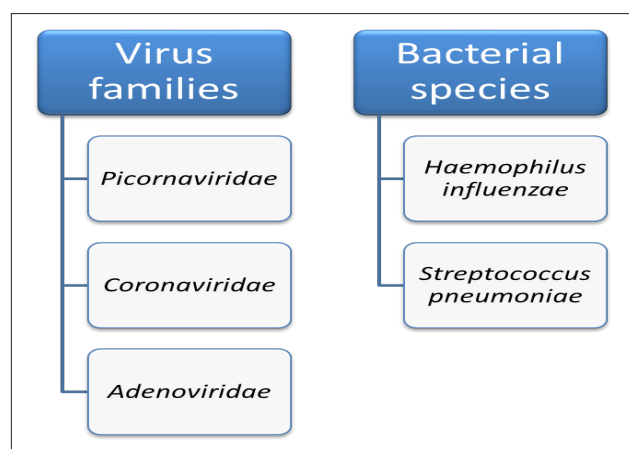 Virus
families
Picornaviridae
Coronaviridae
Adenoviridae
Bacterial
species
Haemophilus
influenzae
Streptococcus
pneumoniae